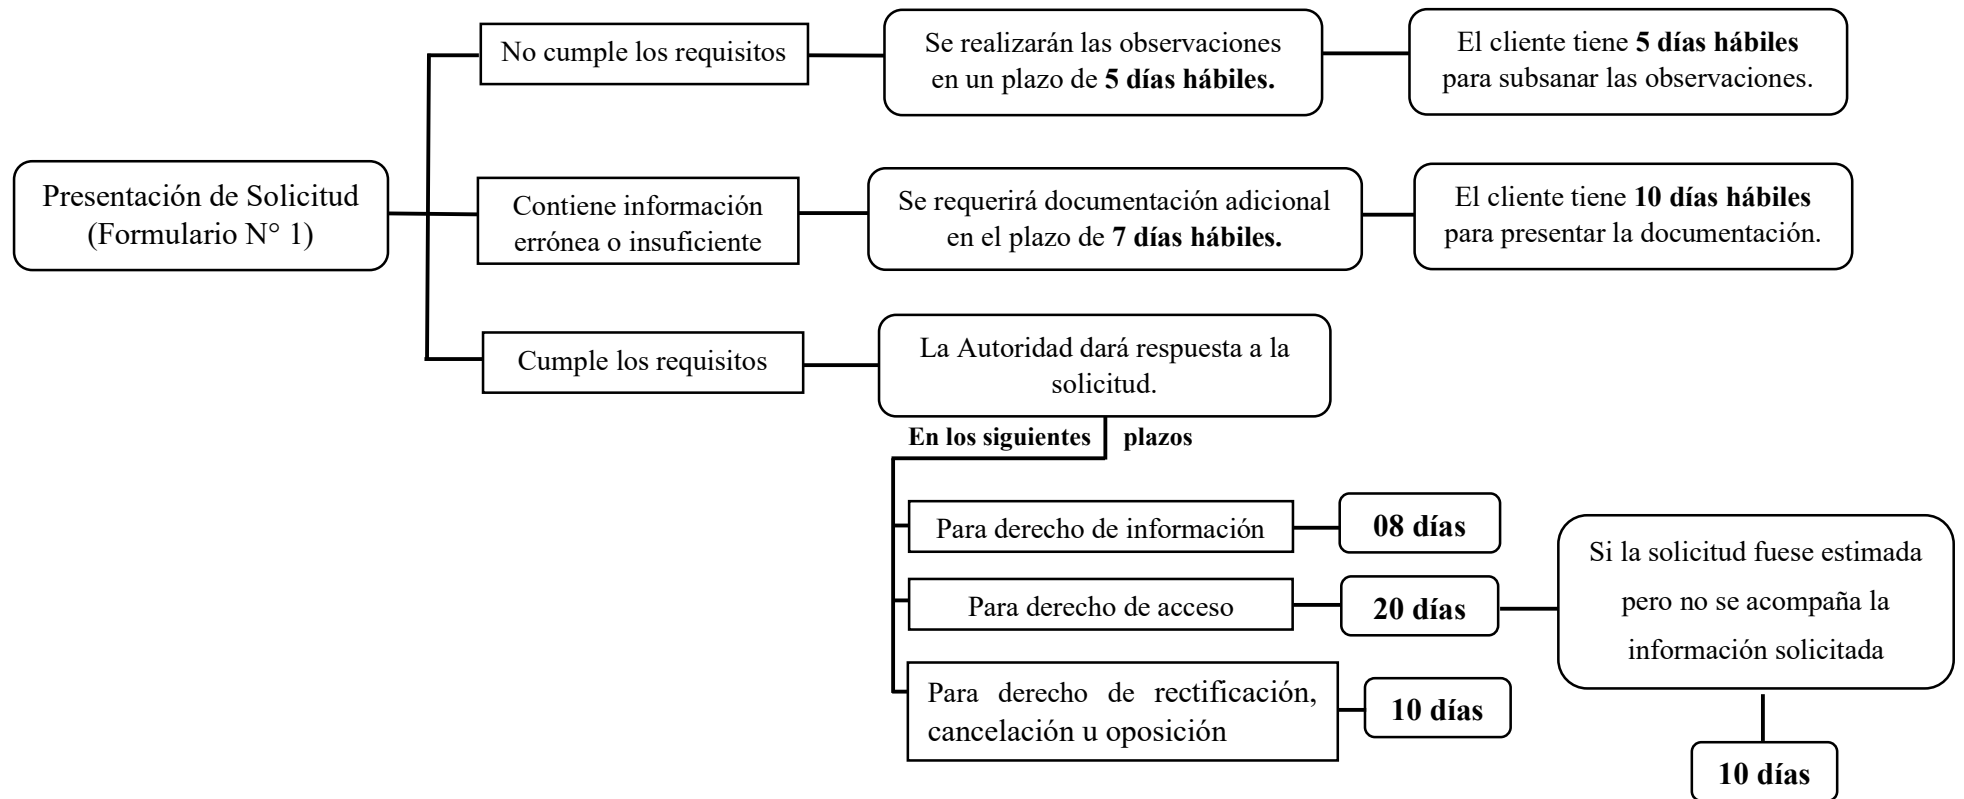 Presentación de Solicitud
(Formulario N° 1)
No cumple los requisitos
Se realizarán las observaciones
en un plazo de 5 días hábiles.
El cliente tiene 5 días hábiles
para subsanar las observaciones.
Contiene información
errónea o insuficiente
Se requerirá documentación adicional
en el plazo de 7 días hábiles.
El cliente tiene 10 días hábiles
para presentar la documentación.
Cumple los requisitos
La Autoridad dará respuesta a la
solicitud.
En los siguientes plazos
Para derecho de información
08 días
Para derecho de acceso
20 días
Si la solicitud fuese estimada
pero no se acompaña la
información solicitada
10 días
Para derecho de rectificación,
cancelación u oposición
10 días